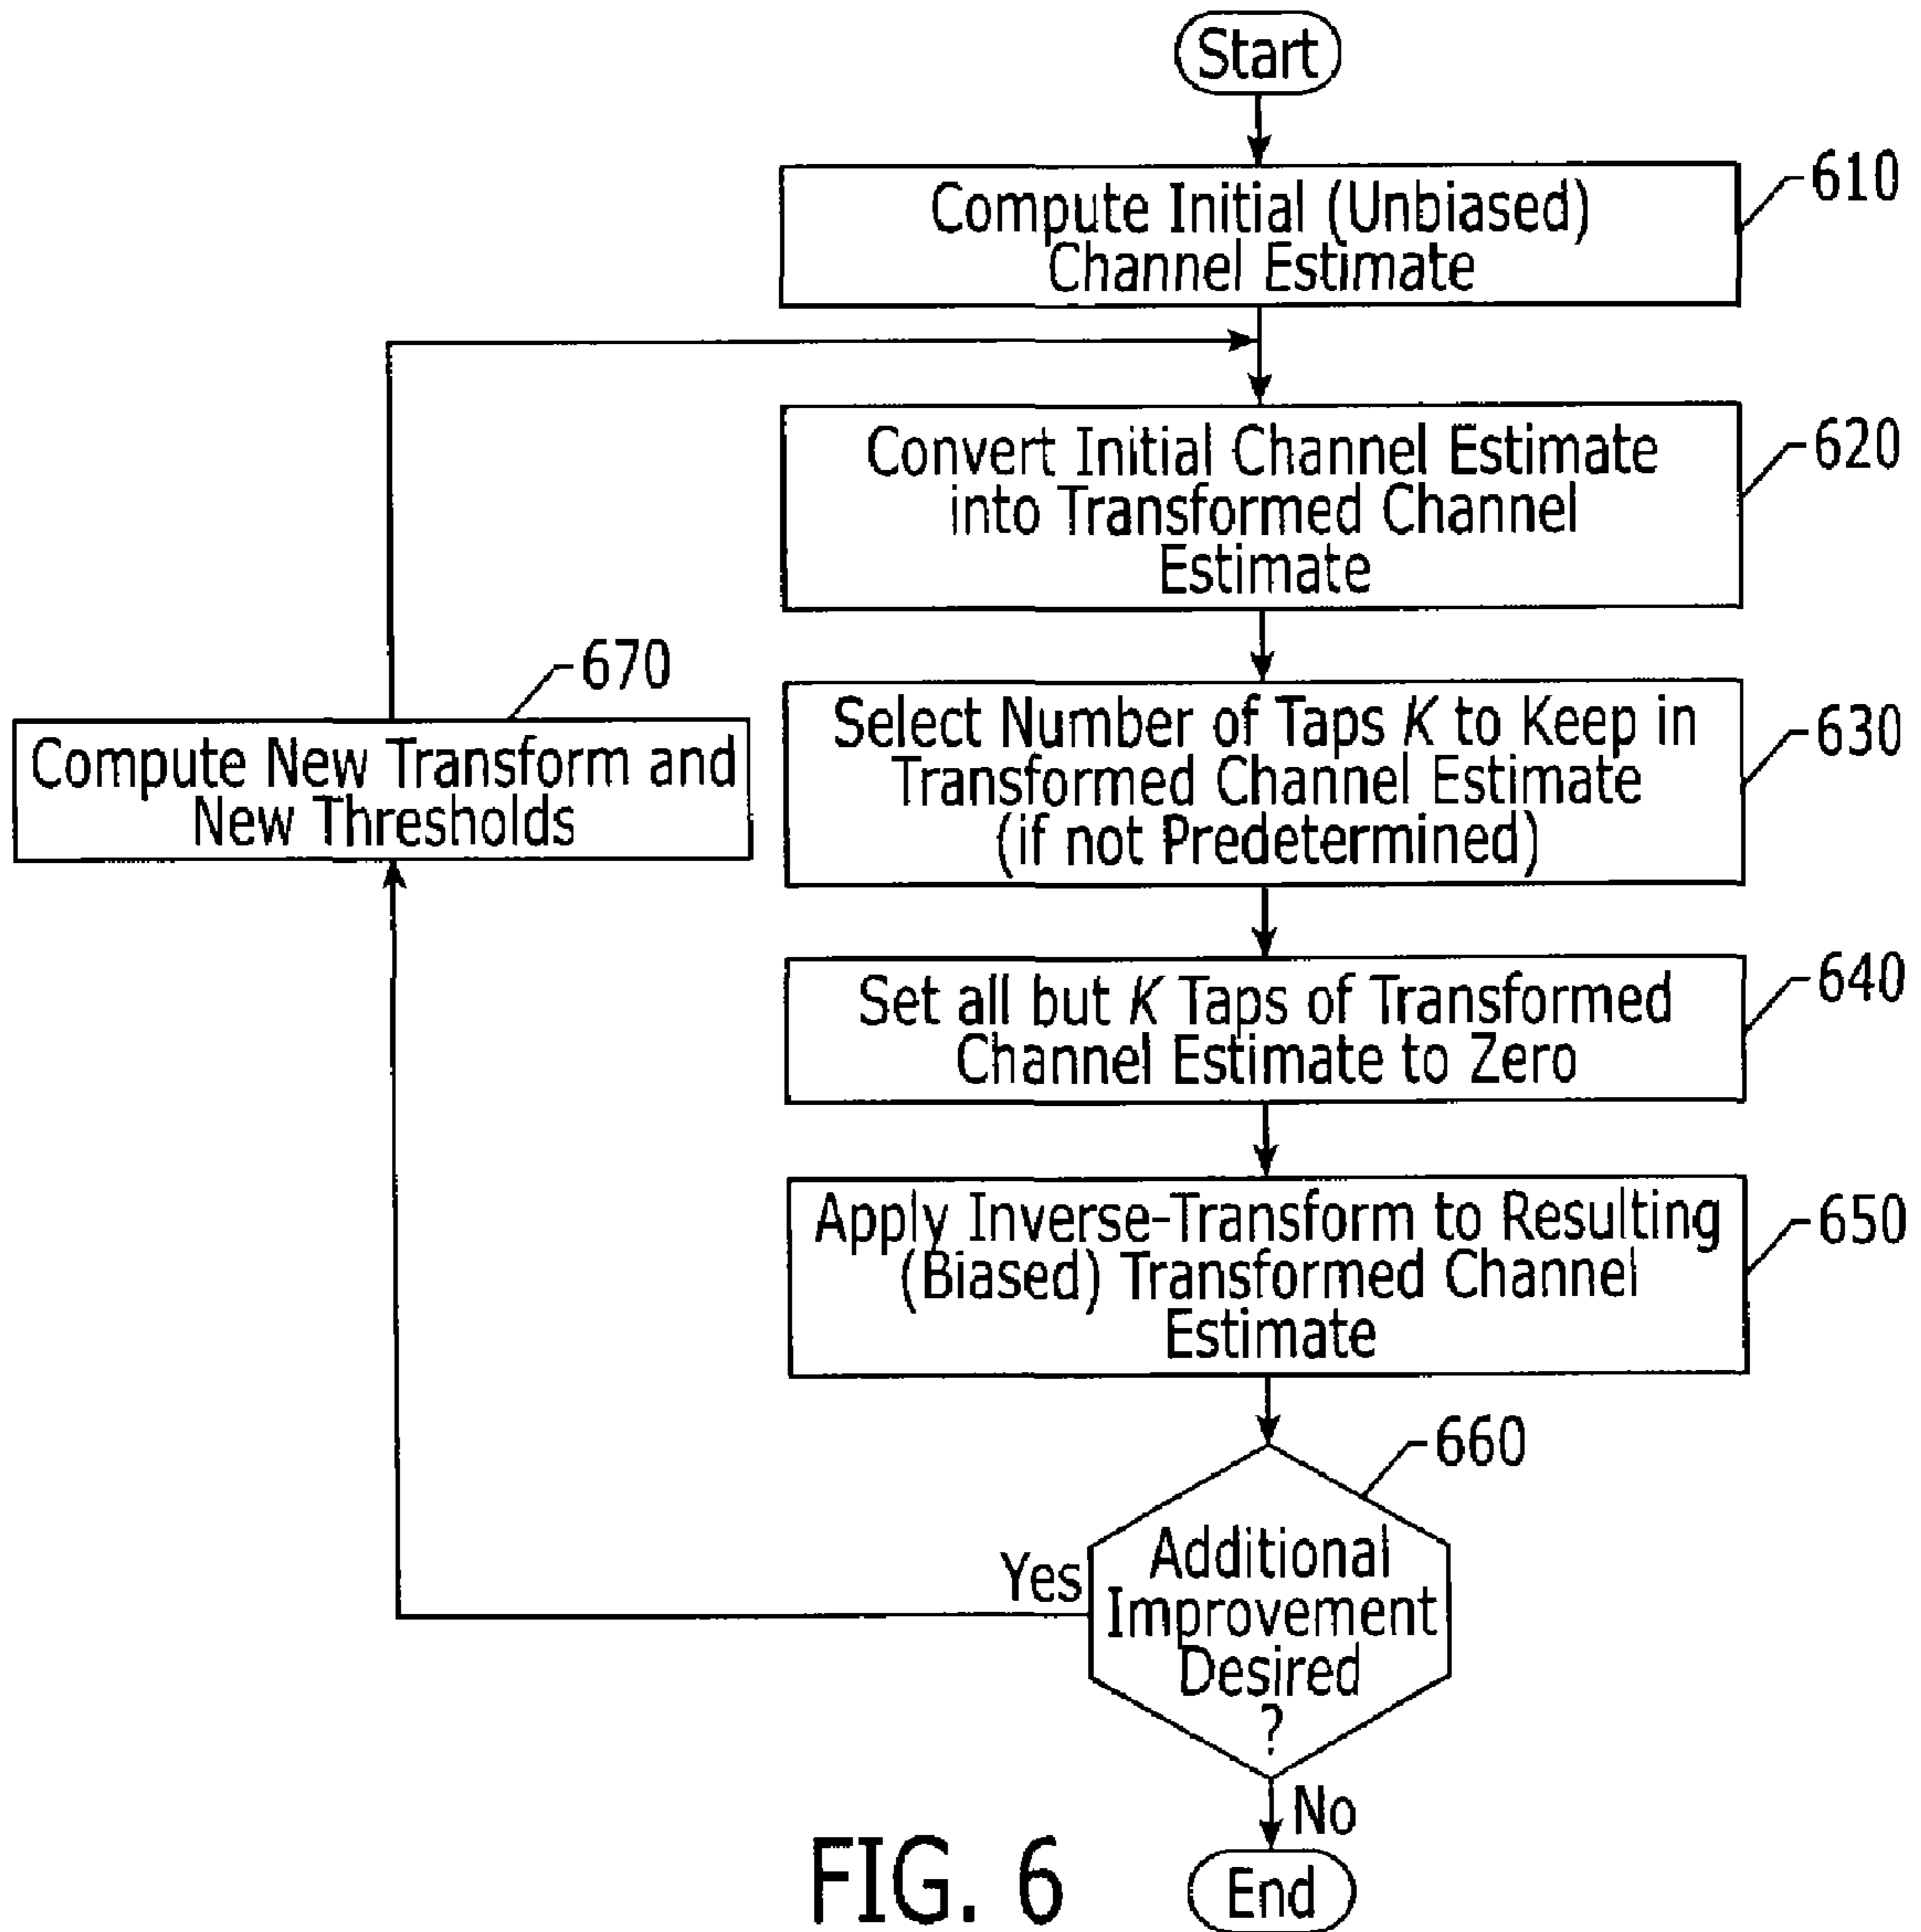 Start
Compute Initial (Unbiased)
Channel Estimate
610
Convert Initial Channel Estimate
into Transformed Channel
Estimate
620
670
Compute New Transform and
New Thresholds
Select Number of Taps K to Keep in
Transformed Channel Estimate
(if not Predetermined)
630
Set all but K Taps of Transformed
Channel Estimate to Zero
640
Apply Inverse-Transform to Resulting
(Biased) Transformed Channel
Estimate
650
660
Additional
Improvement
Desired
?
Yes
No
End
FIG. 6